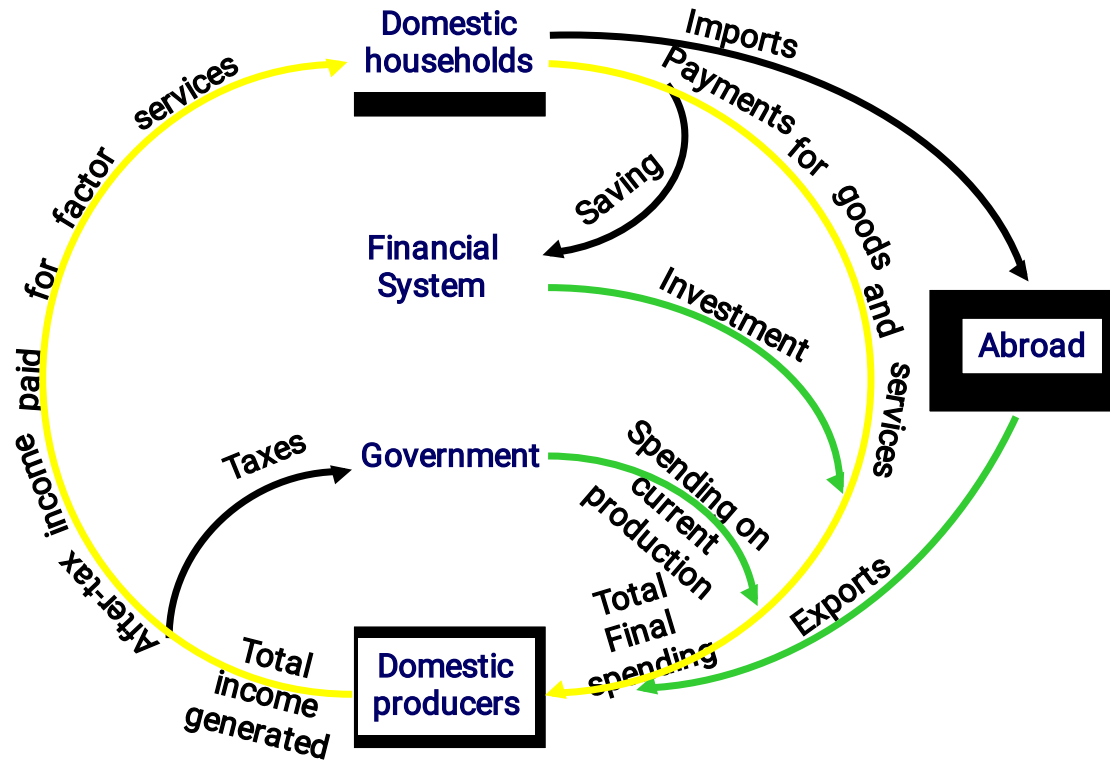 Domestic
households
Imports
Payments for goods and services
services
factor
for
paid
income
After-tax
Saving
Financial
System
Investment
Abroad
Taxes
Government
Spending on
current
production
Total
Final
spending
Exports
Total
income
generated
Domestic
producers